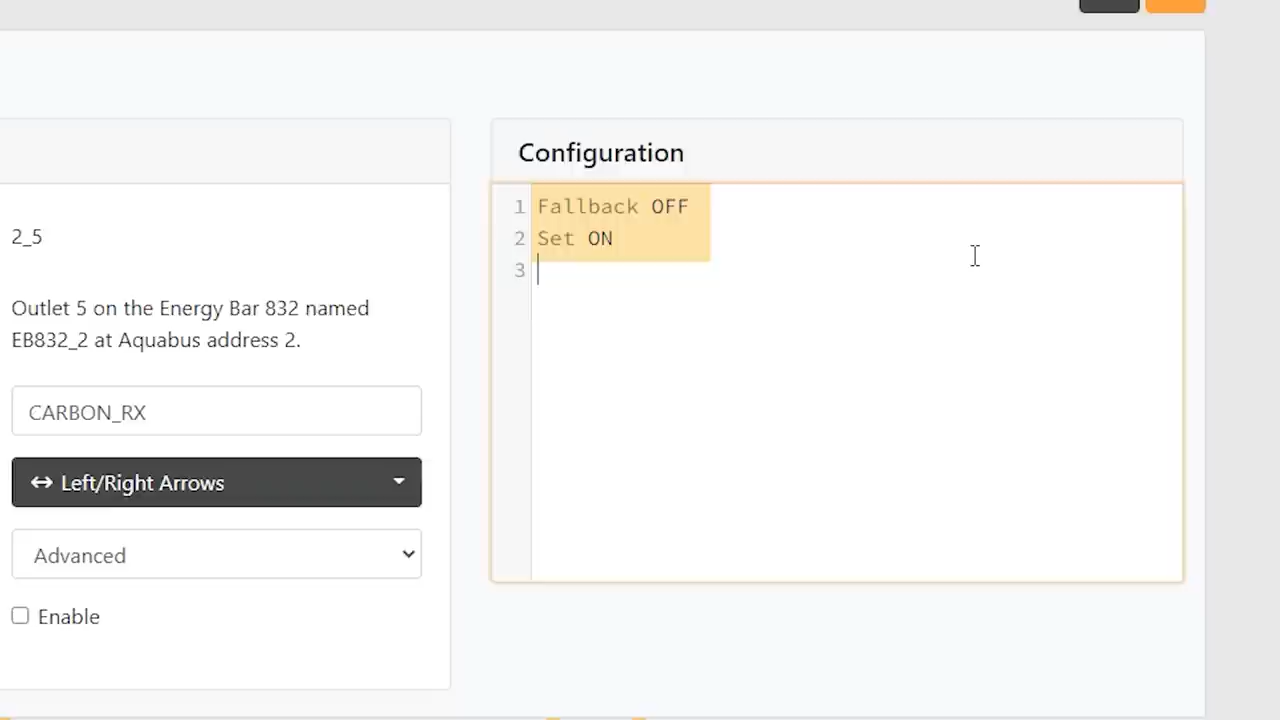 2_5
Outlet 5 on the Energy Bar 832 named
EB832_2 at Aquabus address 2.
CARBON_RX
Left/Right Arrows
Advanced
Enable
Configuration
1 Fallback OFF
2 Set ON
3